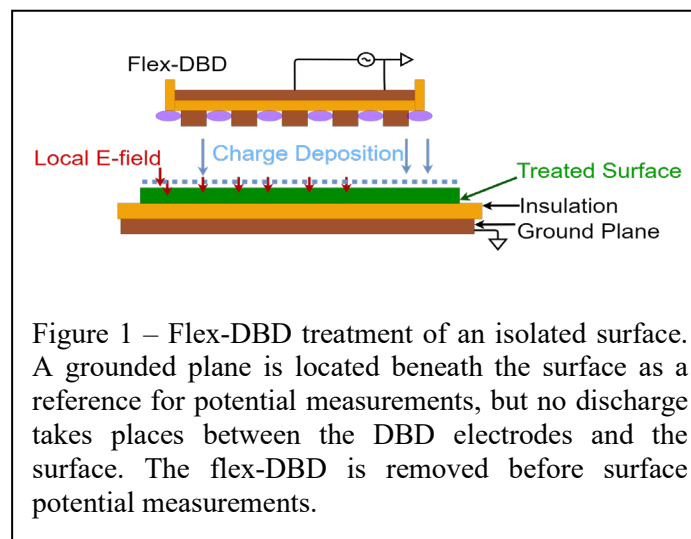 Flex-DBD
Local E-field
Charge Deposition
Treated Surface
Insulation
Ground Plane
Figure 1 – Flex-DBD treatment of an isolated surface.
A grounded plane is located beneath the surface as a
reference for potential measurements, but no discharge
takes places between the DBD electrodes and the
surface. The flex-DBD is removed before surface
potential measurements.